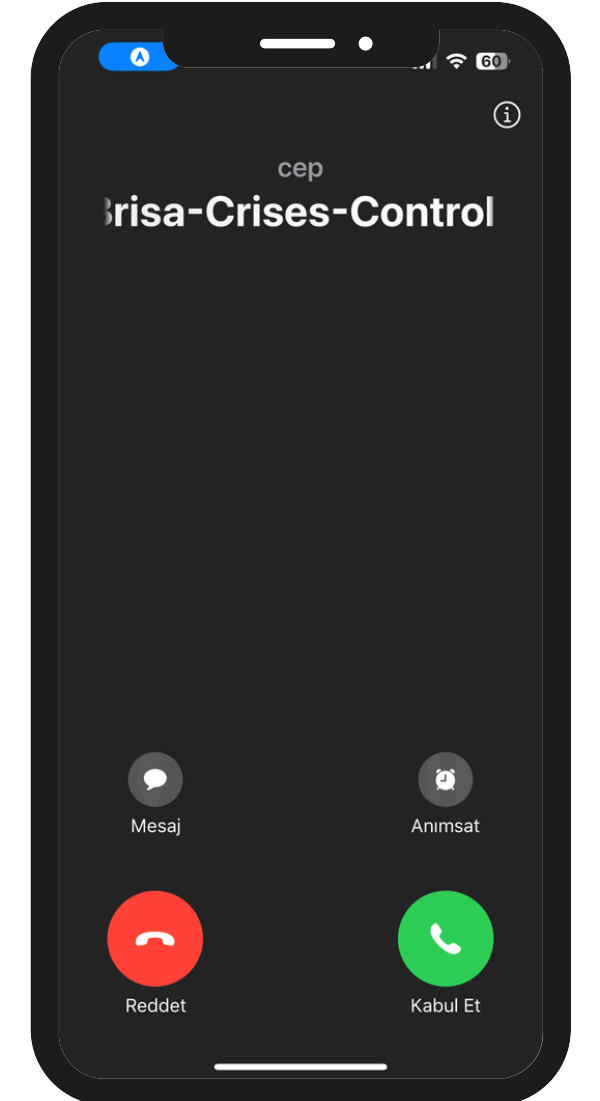 60
cep
Brisa-Crises-Control
Mesaj
Anımsat
Reddet
Kabul Et